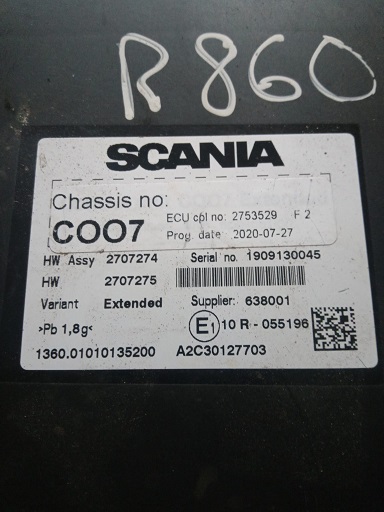 R 860
SCANIA
Chassis no:
ECU cpl no: 2753529 F 2
COO7
Prog. date: 2020-07-27
HW Assy 2707274 Serial no. 1909130045
HW 2707275
Variant Extended Supplier: 638001
>Pb 1,8g< E1 10 R - 055196
1360.01010135200 A2C30127703